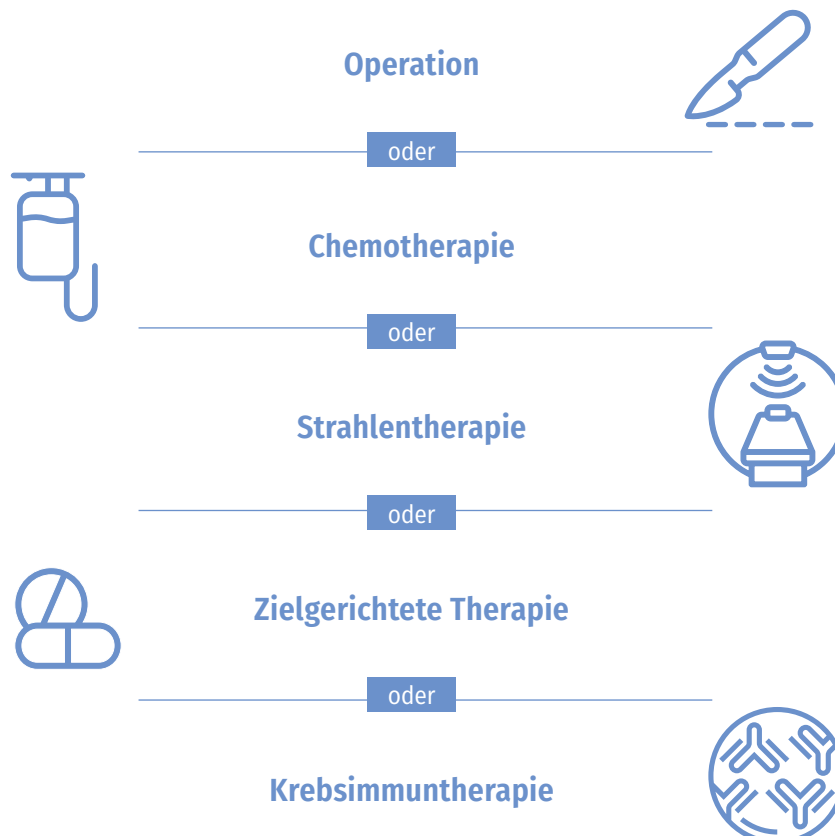 Operation
oder
Chemotherapie
oder
Strahlentherapie
oder
Zielgerichtete Therapie
oder
Krebsimmuntherapie